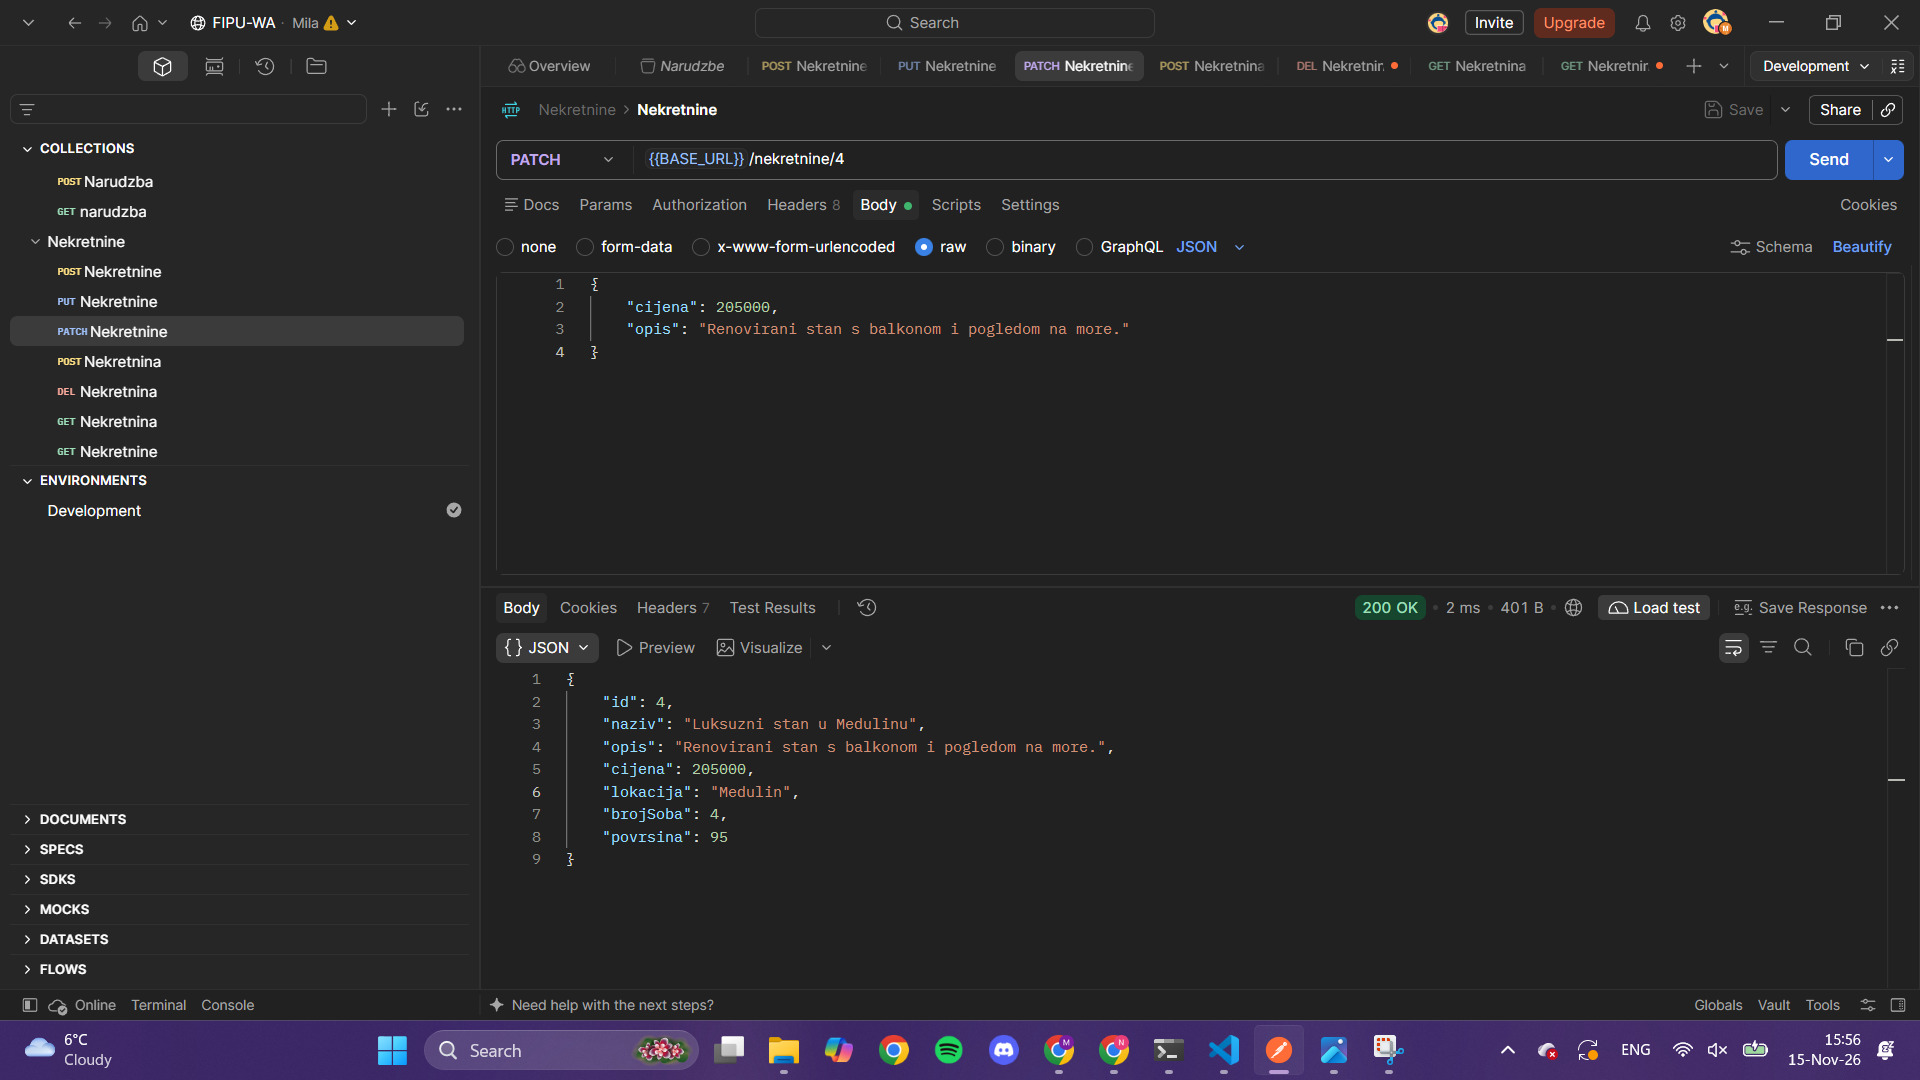 FIPU-WA · Mila
Search
Invite
Upgrade
Overview
Narudzbe
POST Nekretnine
PUT Nekretnine
PATCH Nekretnine
POST Nekretnina
DEL Nekretnir.
GET Nekretnina
GET Nekretnir.
Development
Nekretnine > Nekretnine
Save
Share
COLLECTIONS
POST Narudzba
GET narudzba
Nekretnine
POST Nekretnine
PUT Nekretnine
PATCH Nekretnine
POST Nekretnina
DEL Nekretnina
GET Nekretnina
GET Nekretnine
ENVIRONMENTS
Development
DOCUMENTS
SPECS
SDKS
MOCKS
DATASETS
FLOWS
PATCH
{{BASE_URL}} /nekretnine/4
Send
Docs
Params
Authorization
Headers 8
Body
Scripts
Settings
Cookies
none
form-data
x-www-form-urlencoded
raw
binary
GraphQL
JSON
Schema
Beautify
1 {
2 "cijena": 205000,
3 "opis": "Renovirani stan s balkonom i pogledom na more."
4 }
Body
Cookies
Headers 7
Test Results
200 OK • 2 ms • 401 B •
Load test
e.g. Save Response
{} JSON
Preview
Visualize
1 {
2 "id": 4,
3 "naziv": "Luksuzni stan u Medulinu",
4 "opis": "Renovirani stan s balkonom i pogledom na more.",
5 "cijena": 205000,
6 "lokacija": "Medulin",
7 "brojSoba": 4,
8 "povrsina": 95
9 }
Online
Terminal
Console
Need help with the next steps?
Globals
Vault
Tools
6°C
Cloudy
Search
ENG
15:56
15-Nov-26